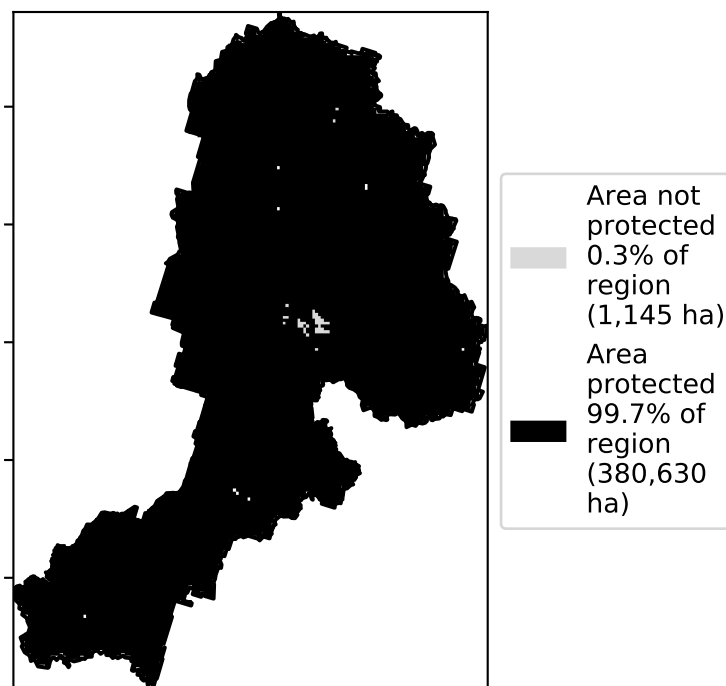 Area not
protected
0.3% of
region
(1,145 ha)
Area
protected
99.7% of
region
(380,630
ha)